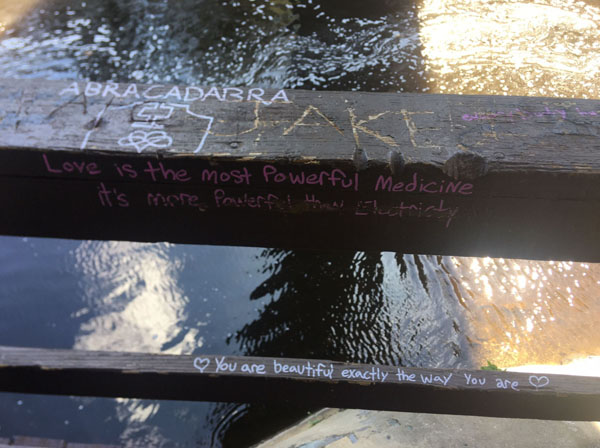 ABRACADABRA
JAKE
Love is the most Powerful Medicine
it's more Powerful than Electricty
♡ You are beautiful exactly the way You are ♡